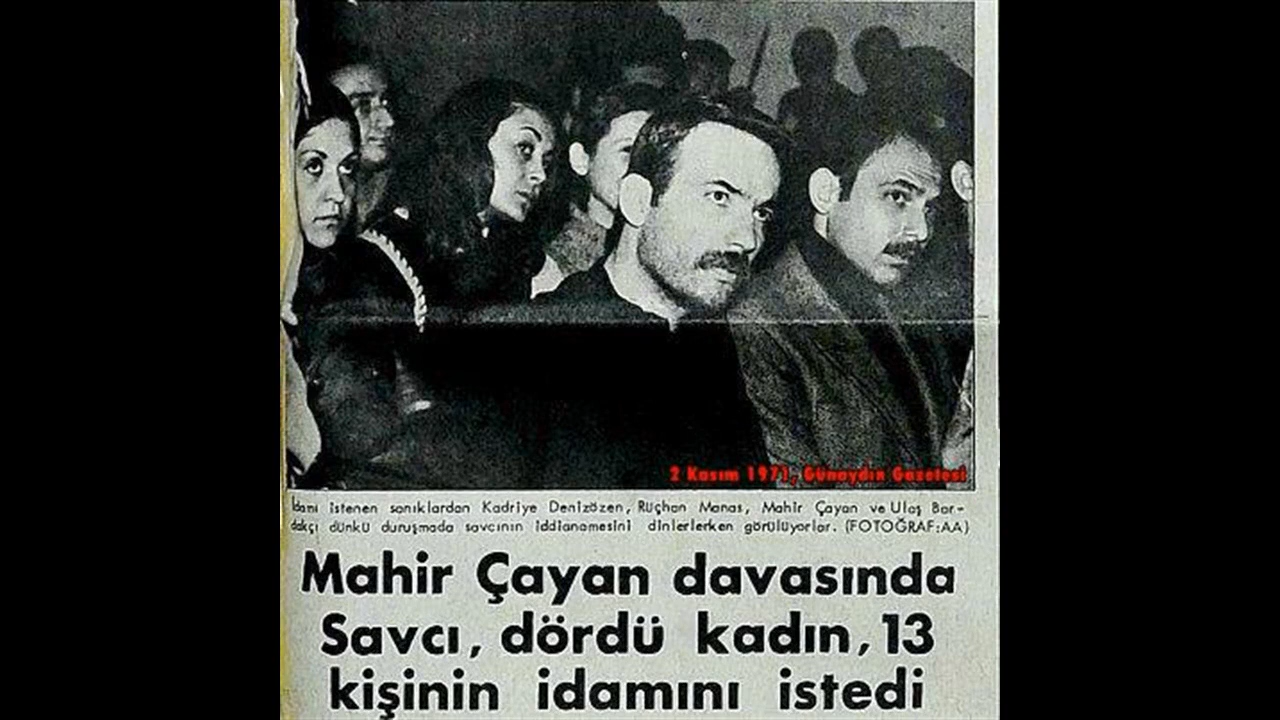 2 Kasım 1971, Günaydın Gazetesi
İdamı istenen sanıklardan Kadriye Denizözen, Rüçhan Manas, Mahir Çayan ve Ulaş Bar-
dakçı dünkü duruşmada savcının iddianamesini dinlerlerken görülüyorlar. (FOTOĞRAF:AA)
Mahir Çayan davasında
Savcı, dördü kadın, 13
kişinin idamını istedi